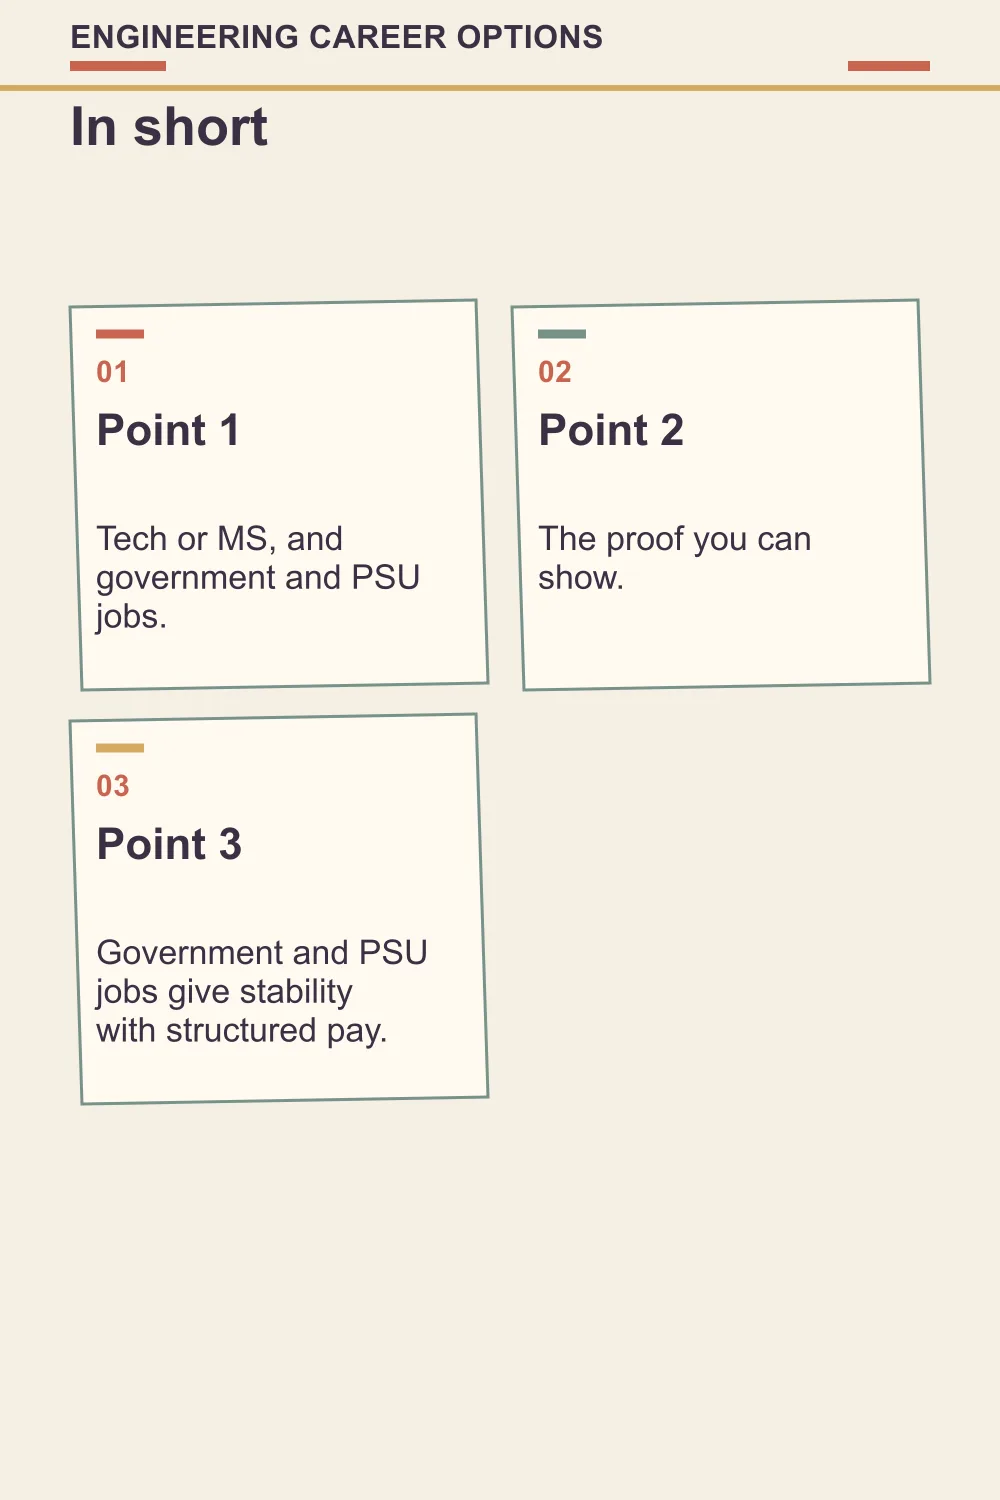 ENGINEERING CAREER OPTIONS
In short
01
Point 1
Tech or MS, and
government and PSU
jobs.
02
Point 2
The proof you can
show.
03
Point 3
Government and PSU
jobs give stability
with structured pay.